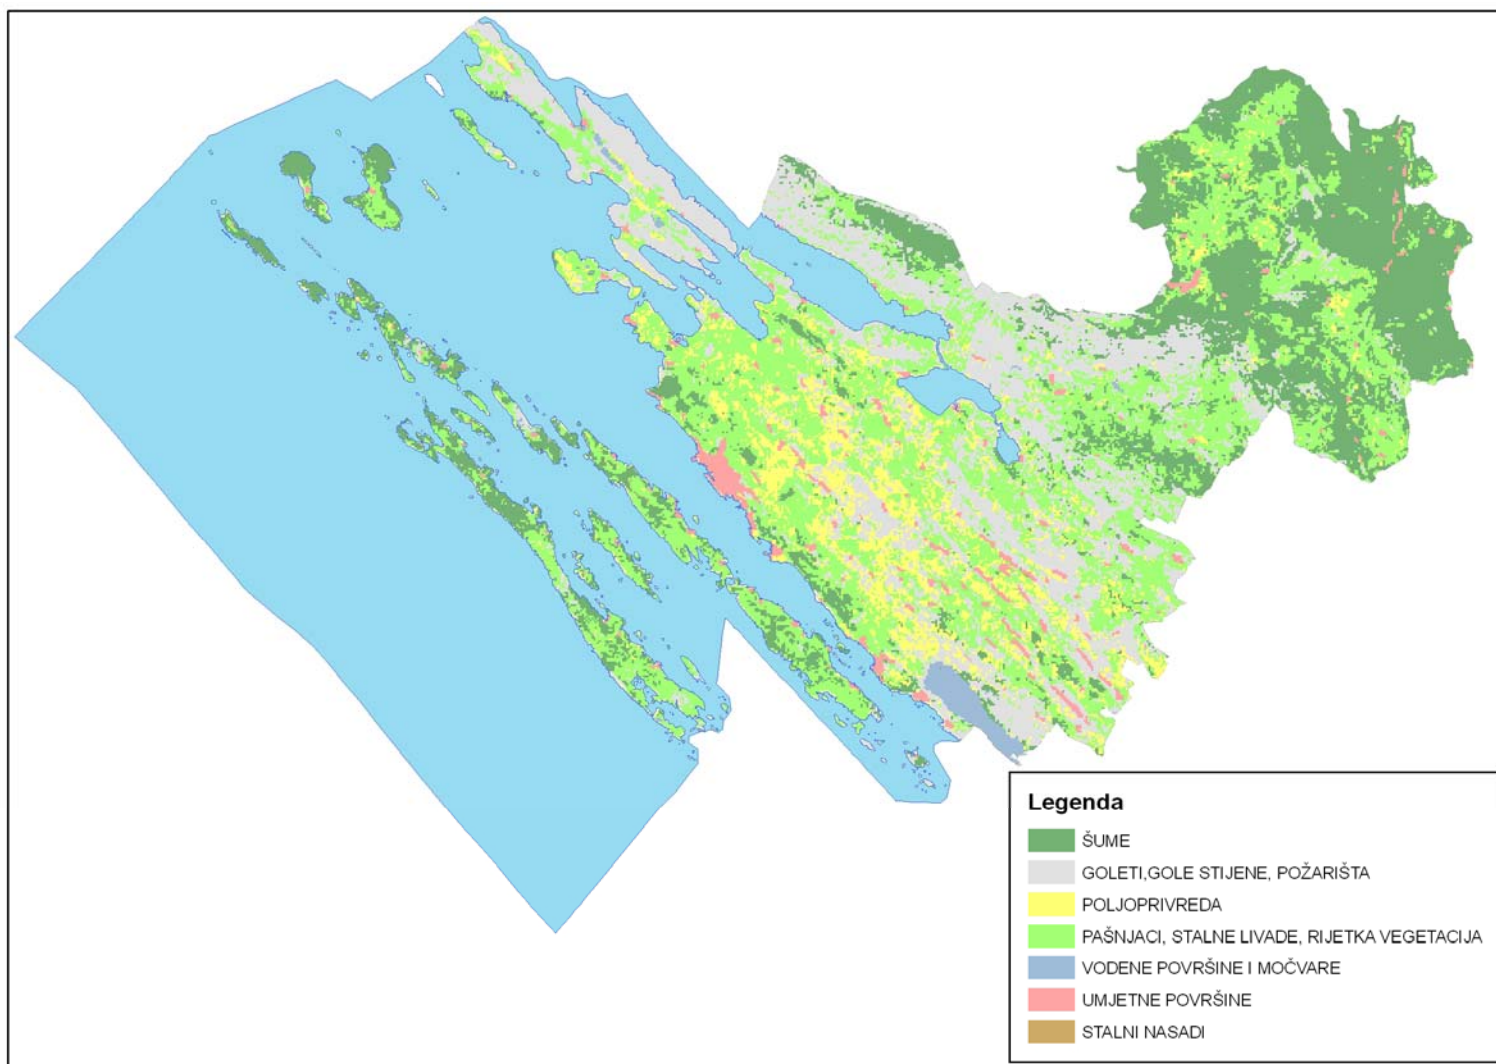 Legenda
ŠUME
GOLETI,GOLE STIJENE, POŽARIŠTA
POLJOPRIVREDA
PAŠNJACI, STALNE LIVADE, RIJETKA VEGETACIJA
VODENE POVRŠINE I MOČVARE
UMJETNE POVRŠINE
STALNI NASADI